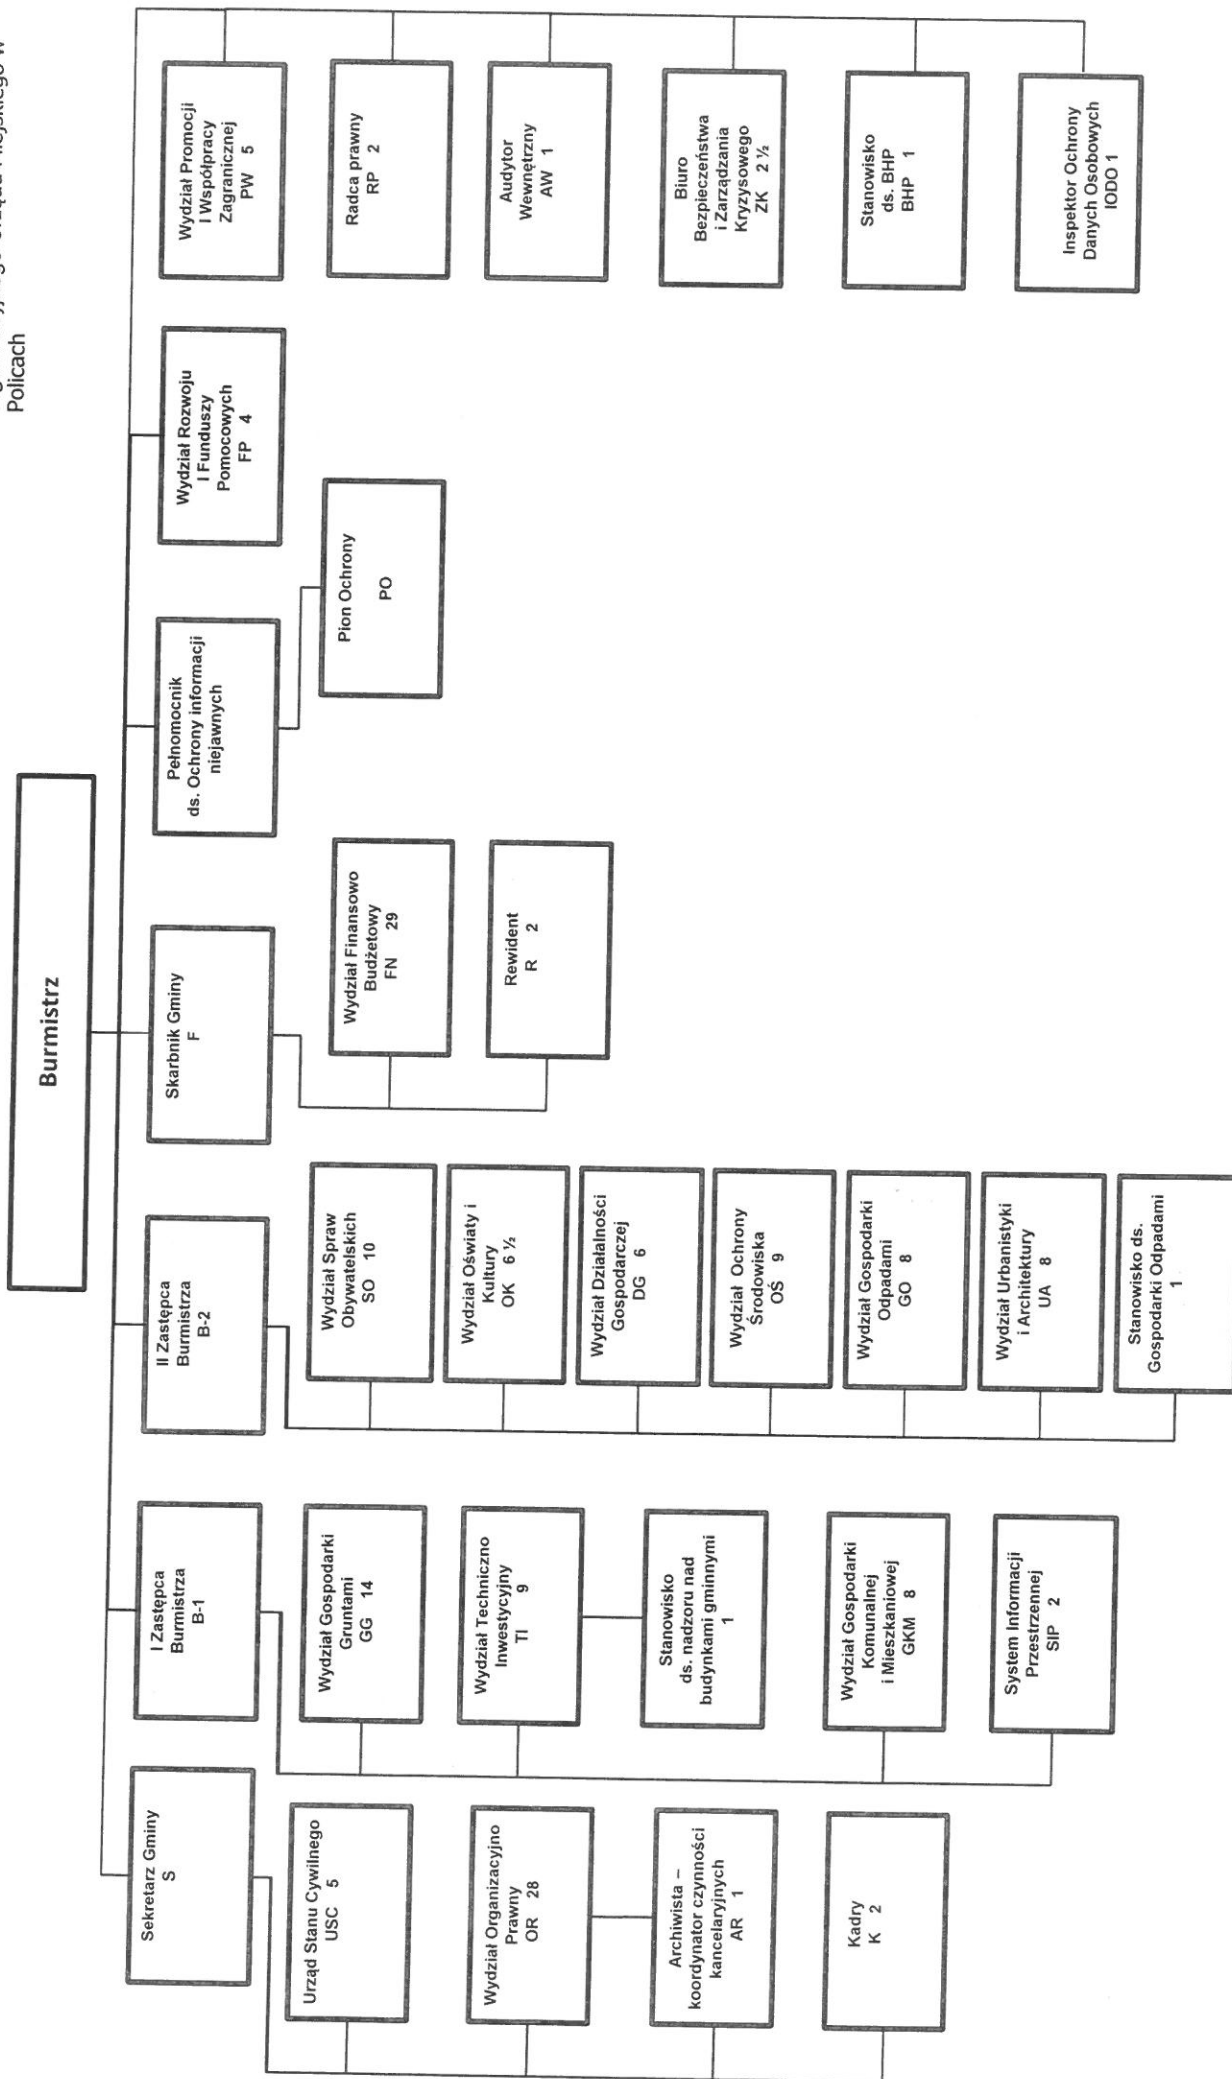 Policach
Burmistrz
Sekretarz Gminy
S
I Zastępca
Burmistrza
B-1
II Zastępca
Burmistrza
B-2
Skarbnik Gminy
F
Pełnomocnik
ds. Ochrony informacji
niejawnych
Wydział Rozwoju
I Funduszy
Pomocowych
FP 4
Wydział Promocji
I Współpracy
Zagranicznej
PW 5
Urząd Stanu Cywilnego
USC 5
Wydział Organizacyjno
Prawny
OR 28
Archiwista –
koordynator czynności
kancelaryjnych
AR 1
Kadry
K 2
Wydział Gospodarki
Gruntami
GG 14
Wydział Techniczno
Inwestycyjny
TI 9
Stanowisko
ds. nadzoru nad
budynkami gminnymi
1
Wydział Gospodarki
Komunalnej
i Mieszkaniowej
GKM 8
System Informacji
Przestrzennej
SIP 2
Wydział Spraw
Obywatelskich
SO 10
Wydział Oświaty i
Kultury
OK 6 ½
Wydział Działalności
Gospodarczej
DG 6
Wydział Ochrony
Środowiska
OŚ 9
Wydział Gospodarki
Odpadami
GO 8
Wydział Urbanistyki
i Architektury
UA 8
Stanowisko ds.
Gospodarki Odpadami
1
Wydział Finansowo
Budżetowy
FN 29
Rewident
R 2
Pion Ochrony
PO
Radca prawny
RP 2
Audytor
Wewnętrzny
AW 1
Biuro
Bezpieczeństwa
i Zarządzania
Kryzysowego
ZK 2 ½
Stanowisko
ds. BHP
BHP 1
Inspektor Ochrony
Danych Osobowych
IODO 1